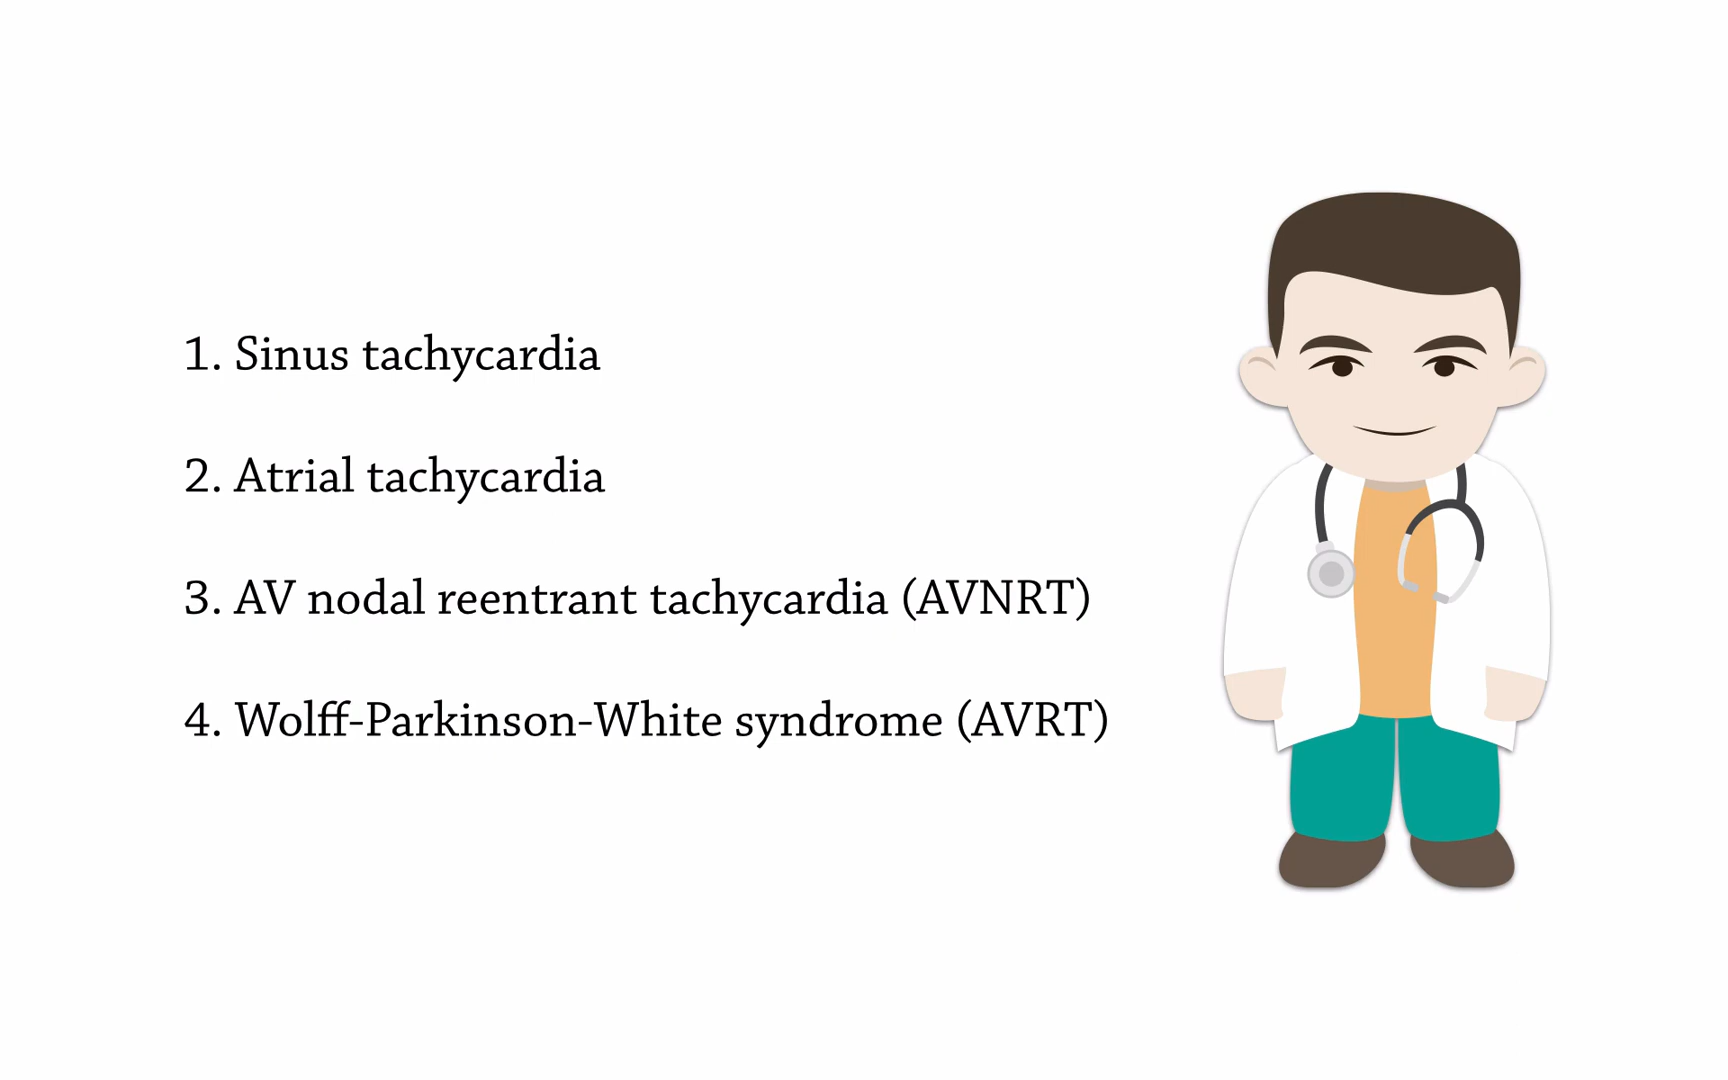 1. Sinus tachycardia
2. Atrial tachycardia
3. AV nodal reentrant tachycardia (AVNRT)
4. Wolff-Parkinson-White syndrome (AVRT)